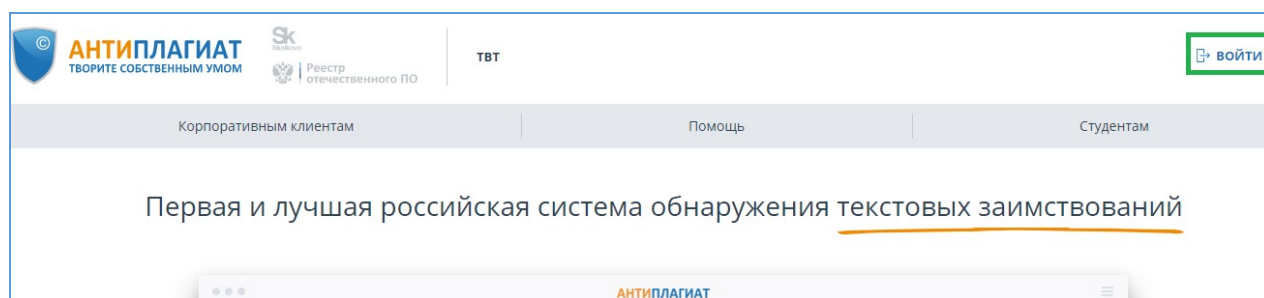 ©
АНТИПЛАГИАТ
ТВОРИТЕ СОБСТВЕННЫМ УМОМ
Sk
Skolkovo
Реестр
отечественного ПО
ТВТ
ВОЙТИ
Корпоративным клиентам
Помощь
Студентам
Первая и лучшая российская система обнаружения текстовых заимствований
АНТИПЛАГИАТ